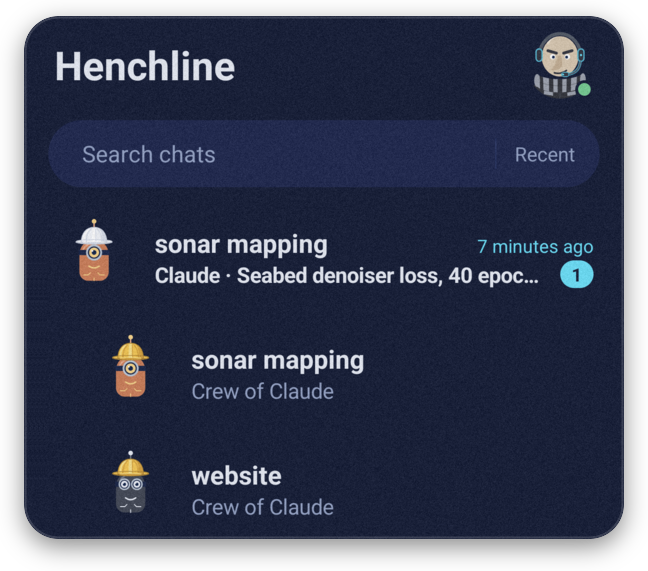 Henchline
Search chats
Recent
sonar mapping
7 minutes ago
Claude · Seabed denoiser loss, 40 epoc...
1
sonar mapping
Crew of Claude
website
Crew of Claude